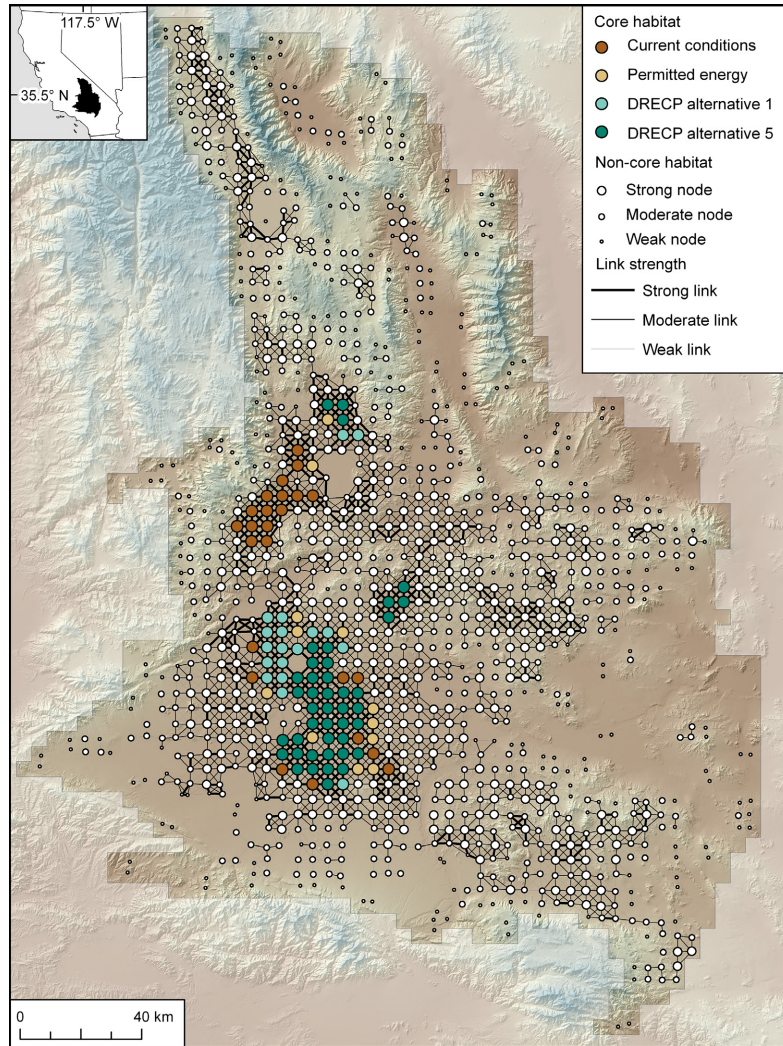 117.5° W
35.5° N
Core habitat
Current conditions
Permitted energy
DRECP alternative 1
DRECP alternative 5
Non-core habitat
Strong node
Moderate node
Weak node
Link strength
Strong link
Moderate link
Weak link
0 40 km